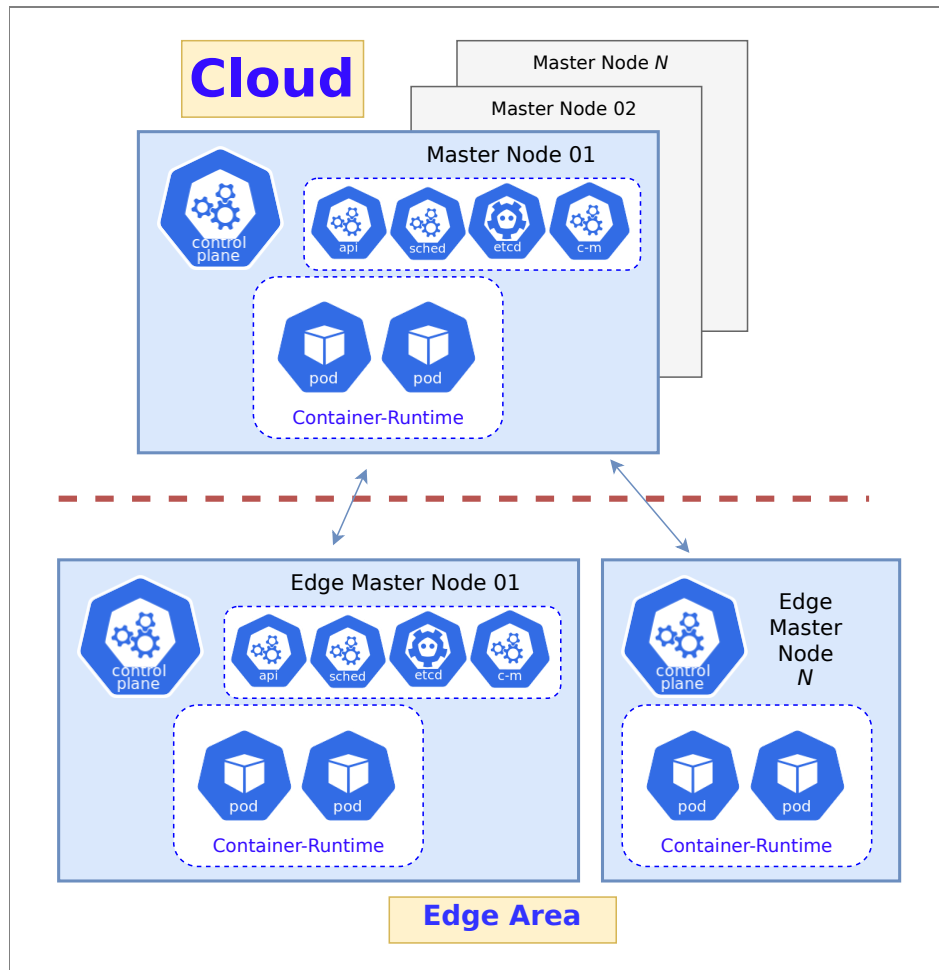 Cloud
Master Node N
Master Node 02
Master Node 01
control
plane
api
sched
etcd
c-m
pod
pod
Container-Runtime
Edge Master Node 01
control
plane
api
sched
etcd
c-m
pod
pod
Container-Runtime
Edge
Master
Node
N
control
plane
pod
pod
Container-Runtime
Edge Area